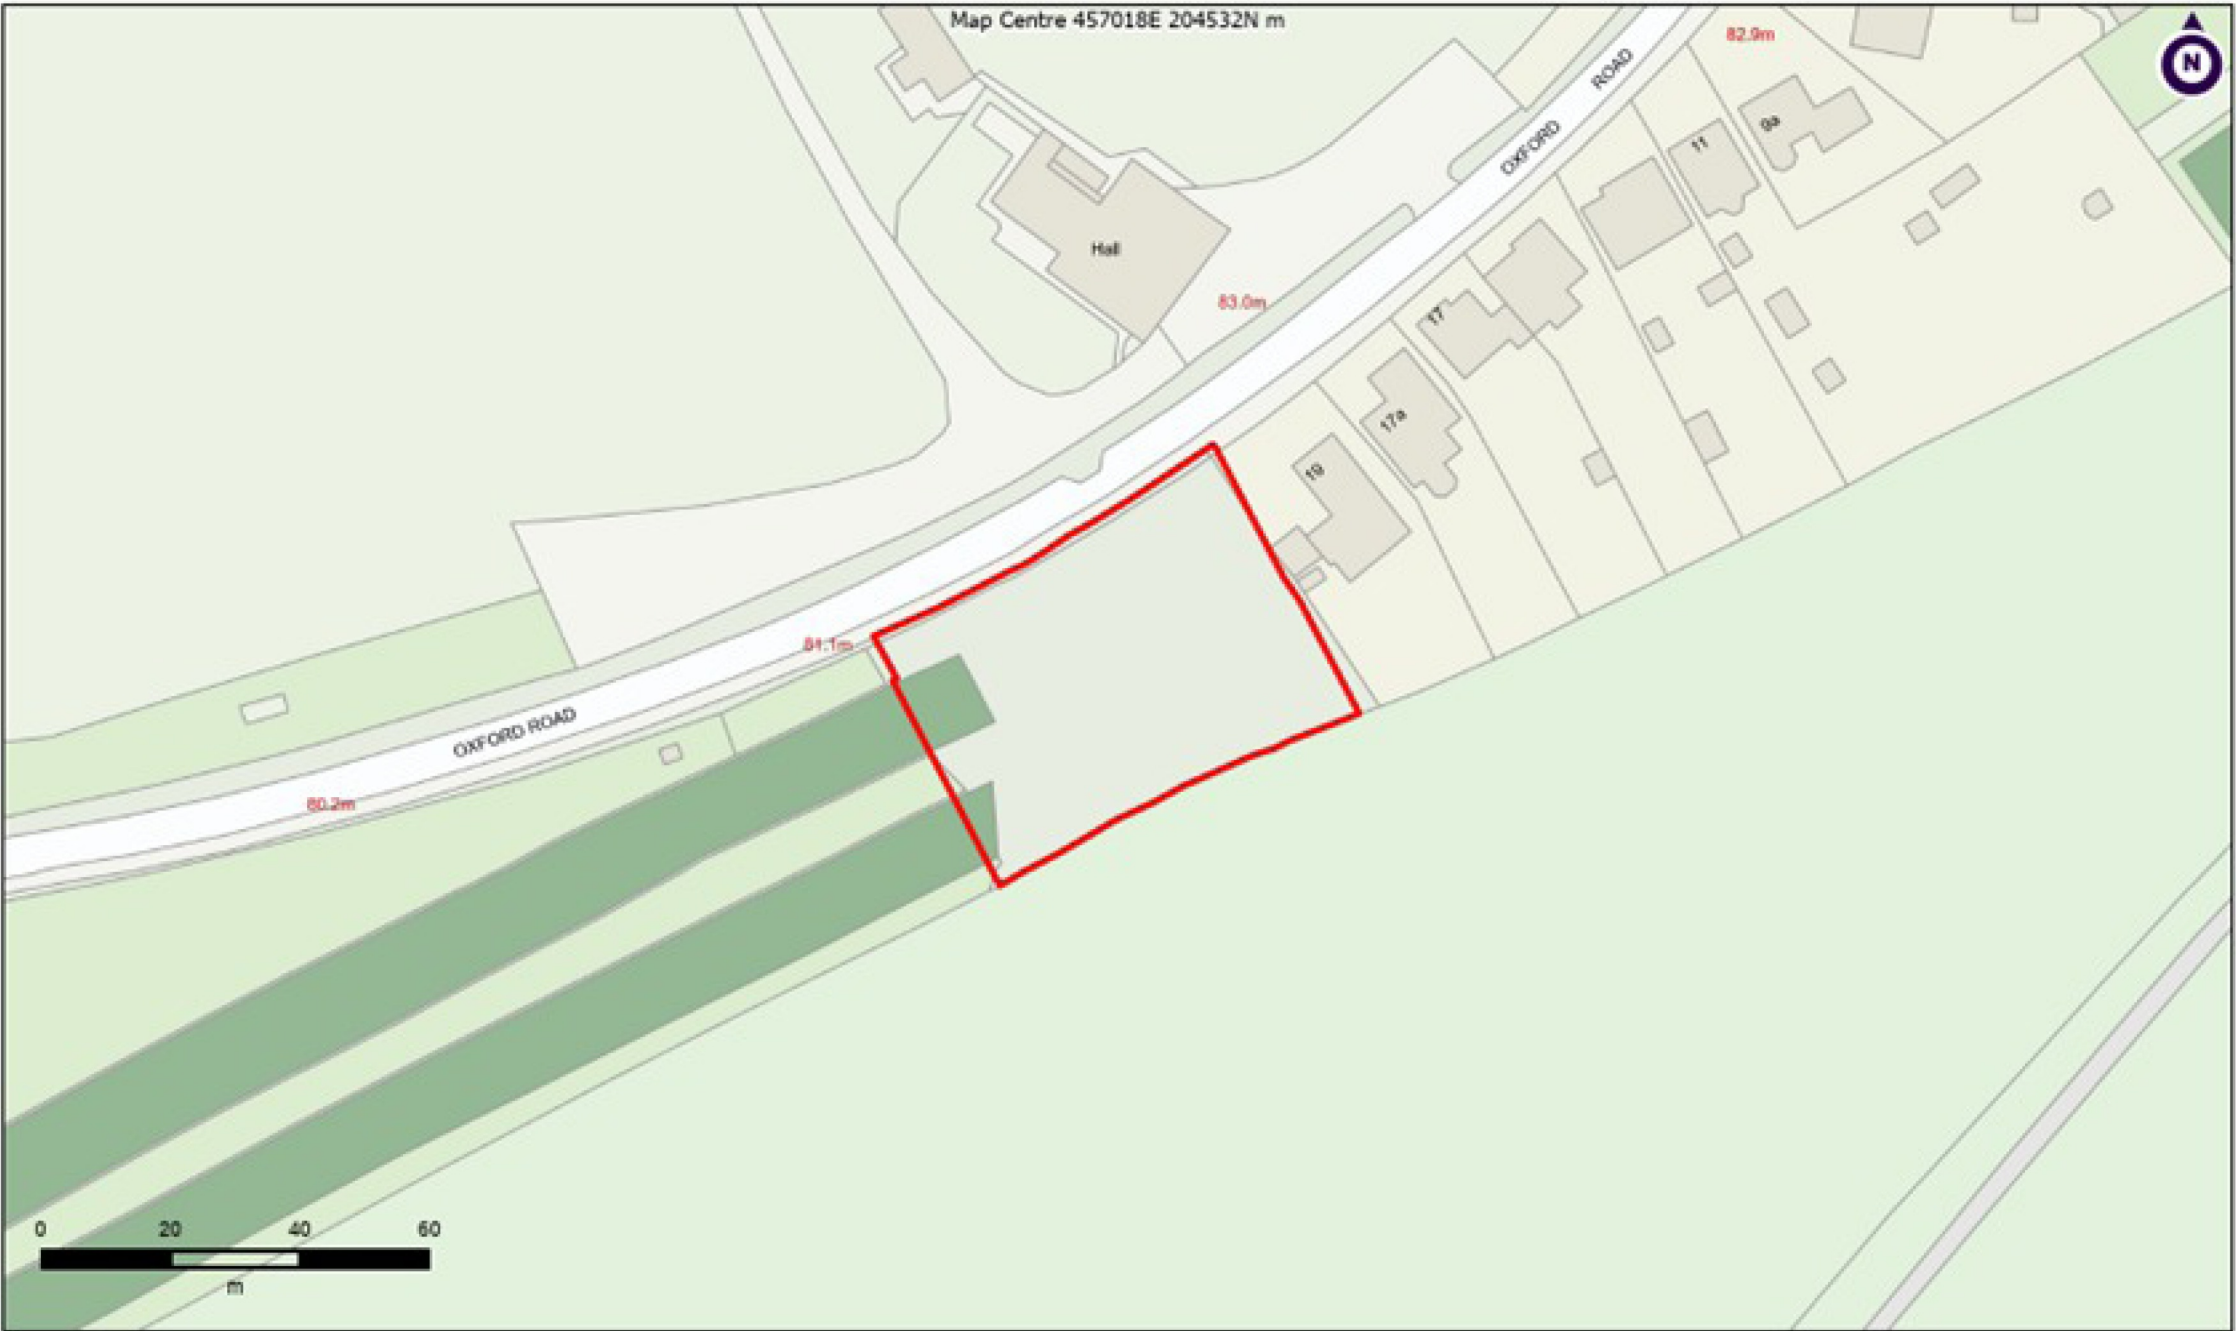 Map Centre 457018E 204532N m
82.9m
N
ROAD
OXFORD
9a
11
Hall
83.0m
17
17a
19
81.1m
OXFORD ROAD
80.2m
0 20 40 60
m